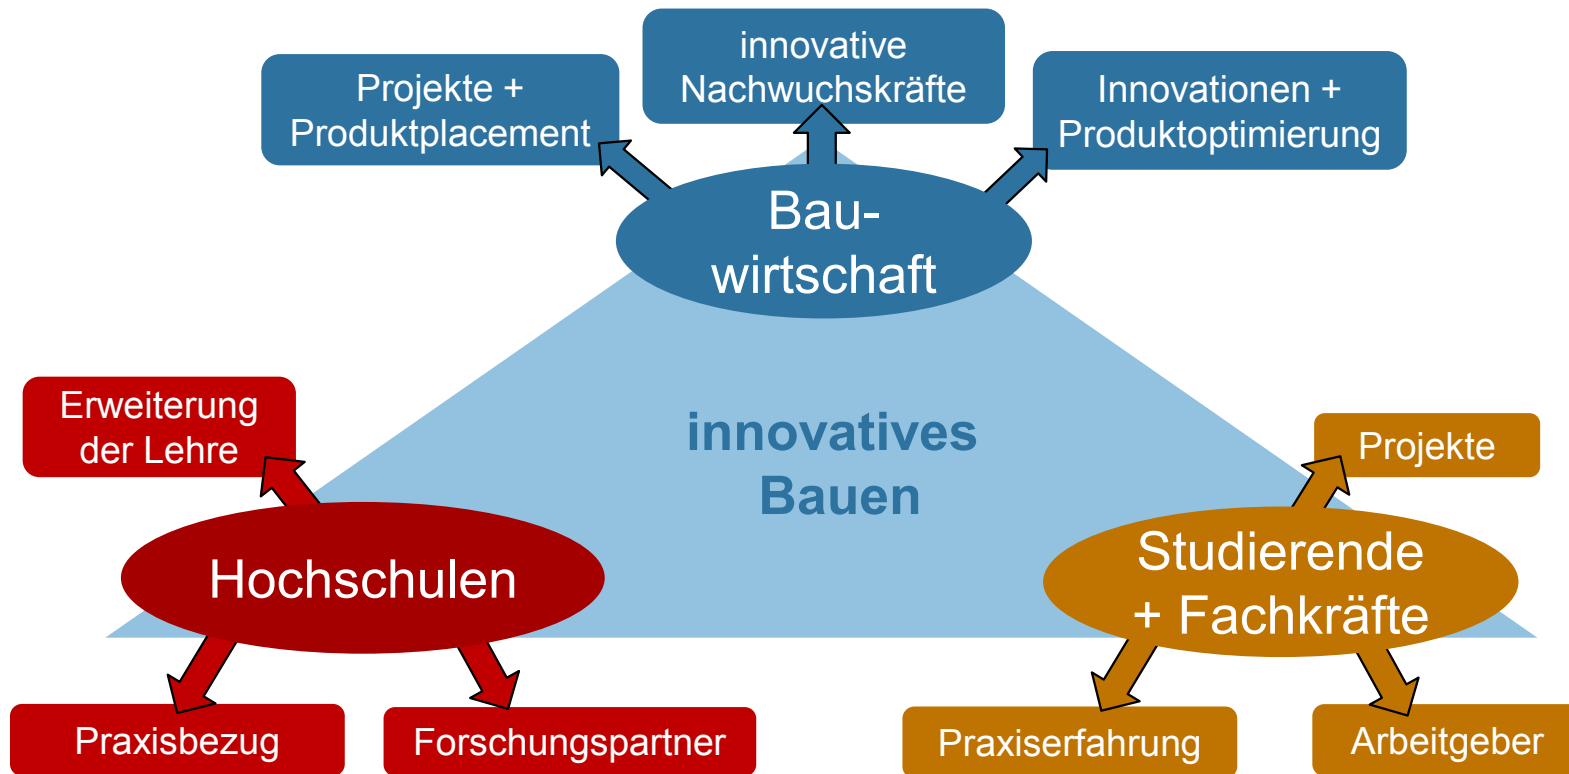 innovative
Nachwuchskräfte
Projekte +
Produktplacement
Innovationen +
Produktoptimierung
Bau-
wirtschaft
Erweiterung
der Lehre
innovatives
Bauen
Projekte
Hochschulen
Studierende
+ Fachkräfte
Praxisbezug
Forschungspartner
Praxiserfahrung
Arbeitgeber